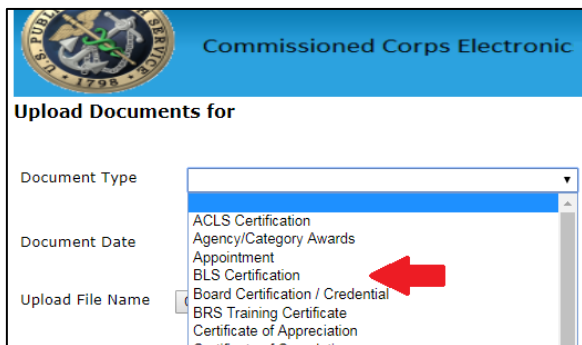 U.S. PUBLIC HEALTH SERVICE
1798
Commissioned Corps Electronic
Upload Documents for
Document Type
ACLS Certification
Agency/Category Awards
Appointment
Document Date
BLS Certification
Board Certification / Credential
Upload File Name
BRS Training Certificate
Certificate of Appreciation